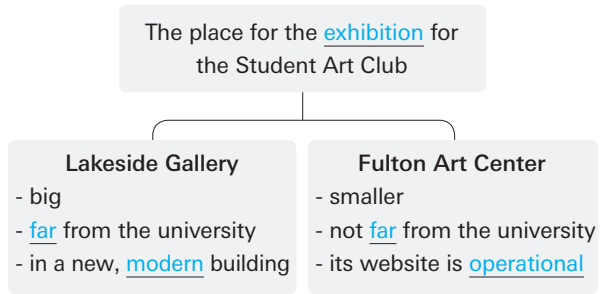 The place for the exhibition for
the Student Art Club
Lakeside Gallery
- big
- far from the university
- in a new, modern building
Fulton Art Center
- smaller
- not far from the university
- its website is operational